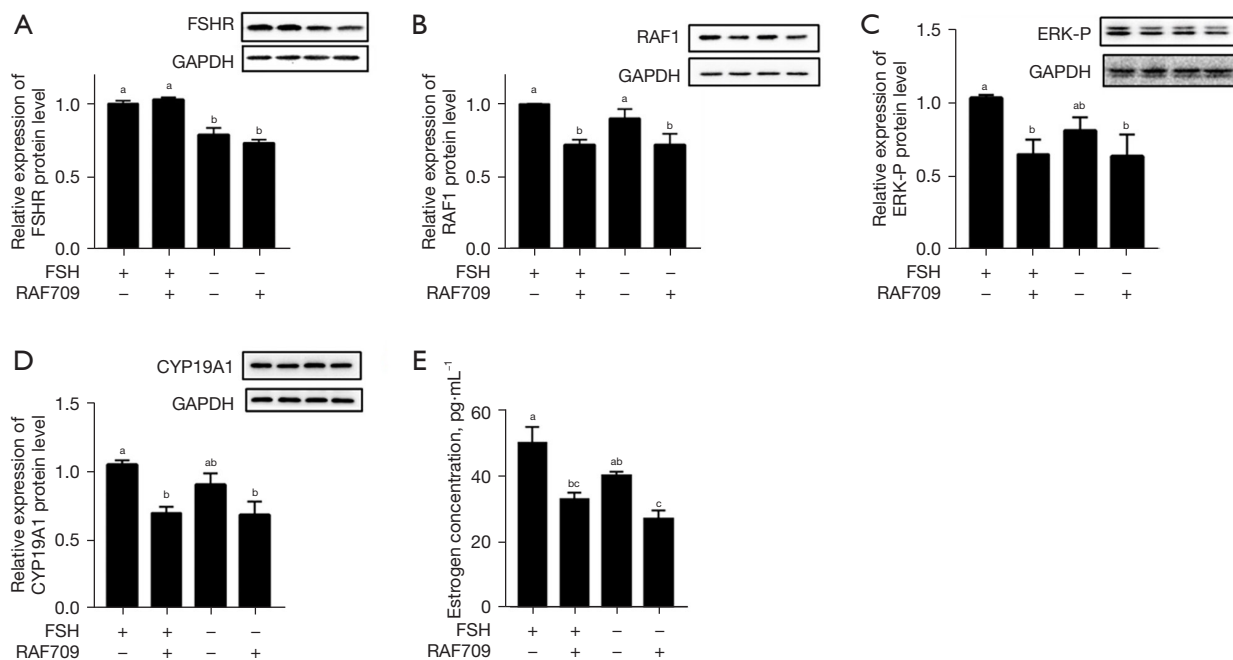 A
FSHR
GAPDH
Relative expression of
FSHR protein level
1.0
0.5
0.0
a a b b
FSH + + – –
RAF709 – + – +
B
RAF1
GAPDH
Relative expression of
RAF1 protein level
1.0
0.5
0.0
a b a b
FSH + + – –
RAF709 – + – +
C
ERK-P
GAPDH
Relative expression of
ERK-P protein level
1.5
1.0
0.5
0.0
a b ab b
FSH + + – –
RAF709 – + – +
D
CYP19A1
GAPDH
Relative expression of
CYP19A1 protein level
1.5
1.0
0.5
0.0
a b ab b
FSH + + – –
RAF709 – + – +
E
Estrogen concentration, pg·mL⁻¹
60
40
20
0
a bc ab c
FSH + + – –
RAF709 – + – +